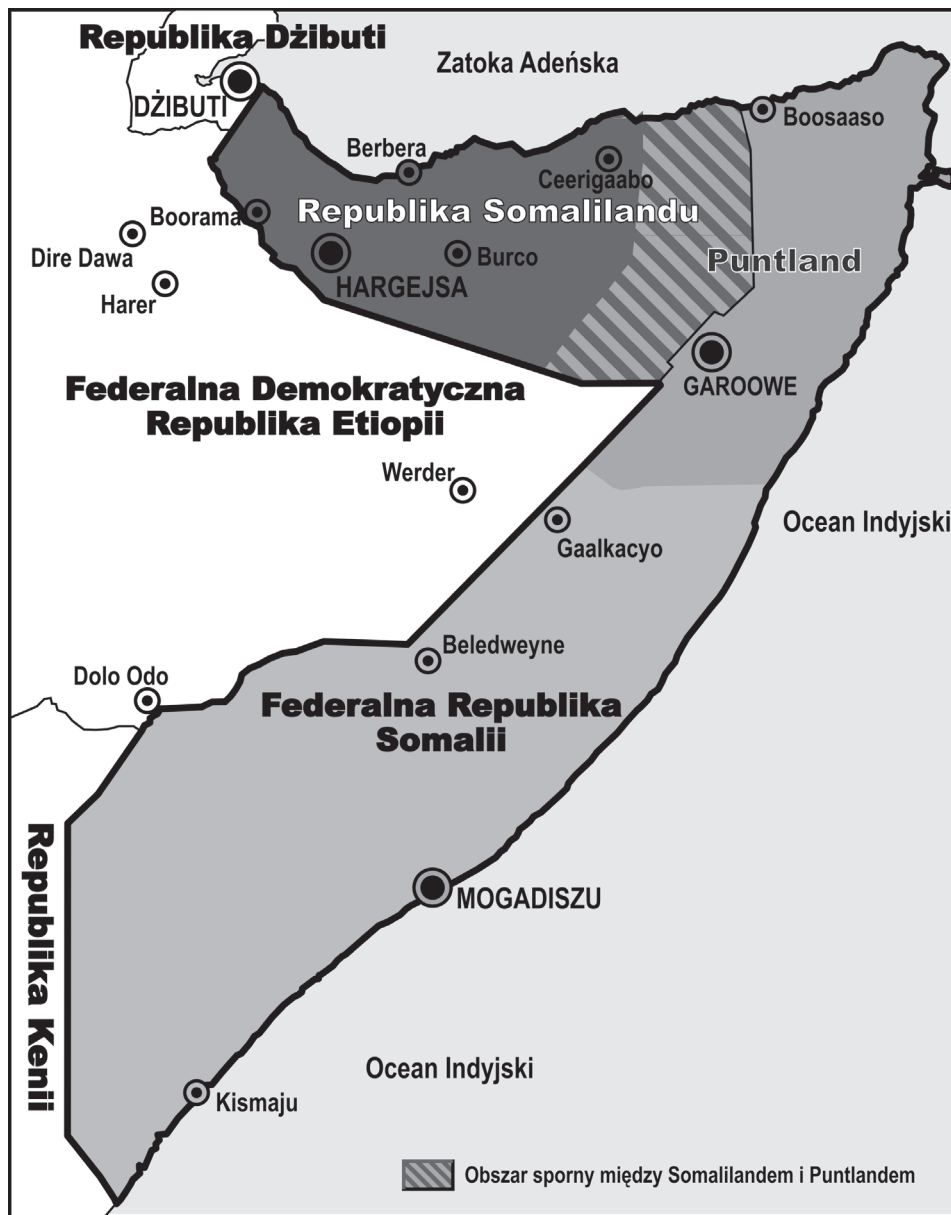 Republika Dżibuti
Zatoka Adeńska
DŻIBUTI
Boosaaso
Berbera
Ceerigaabo
Boorama
Republika Somalilandu
Dire Dawa
Burco
Puntland
HARGEJSA
Harer
GAROOWE
Federalna Demokratyczna
Republika Etiopii
Werder
Ocean Indyjski
Gaalkacyo
Beledweyne
Dolo Odo
Federalna Republika
Somalii
Republika Kenii
MOGADISZU
Ocean Indyjski
Kismaju
Obszar sporny między Somalilandem i Puntlandem